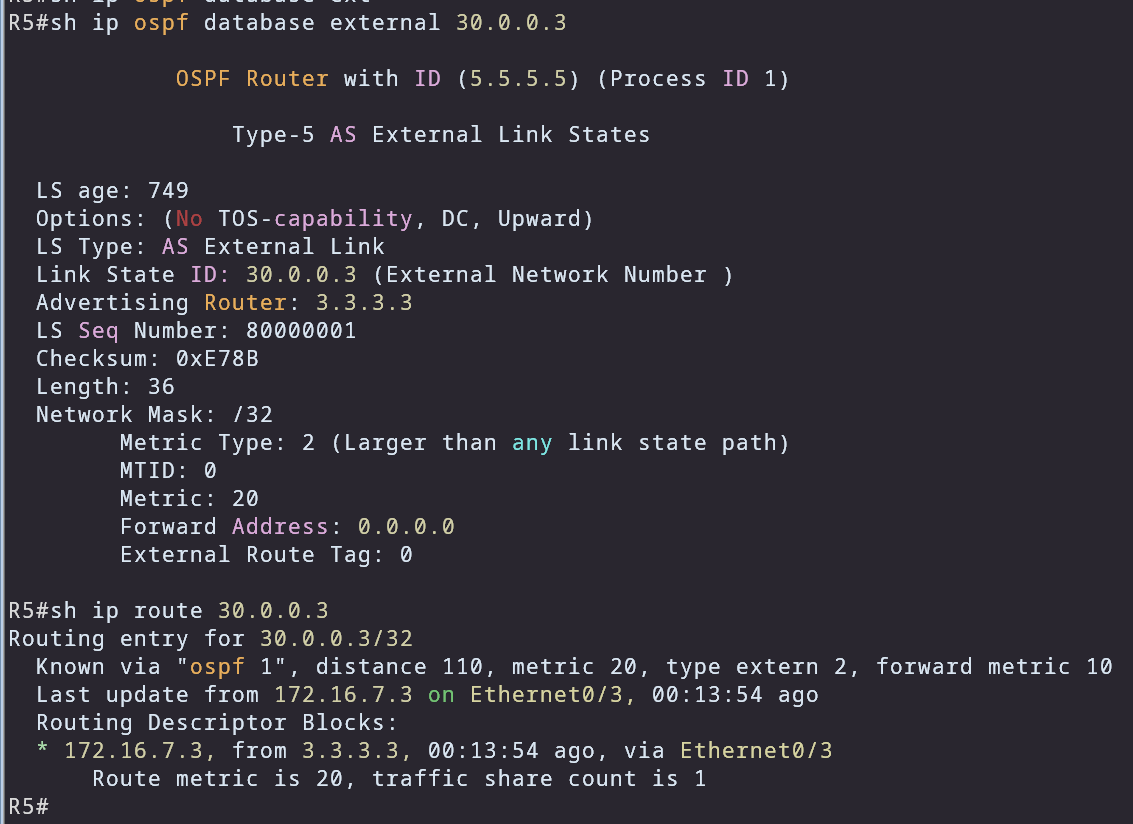 R5#sh ip ospf database external 30.0.0.3
OSPF Router with ID (5.5.5.5) (Process ID 1)
Type-5 AS External Link States
LS age: 749
Options: (No TOS-capability, DC, Upward)
LS Type: AS External Link
Link State ID: 30.0.0.3 (External Network Number )
Advertising Router: 3.3.3.3
LS Seq Number: 80000001
Checksum: 0xE78B
Length: 36
Network Mask: /32
Metric Type: 2 (Larger than any link state path)
MTID: 0
Metric: 20
Forward Address: 0.0.0.0
External Route Tag: 0
R5#sh ip route 30.0.0.3
Routing entry for 30.0.0.3/32
Known via "ospf 1", distance 110, metric 20, type extern 2, forward metric 10
Last update from 172.16.7.3 on Ethernet0/3, 00:13:54 ago
Routing Descriptor Blocks:
* 172.16.7.3, from 3.3.3.3, 00:13:54 ago, via Ethernet0/3
Route metric is 20, traffic share count is 1
R5#